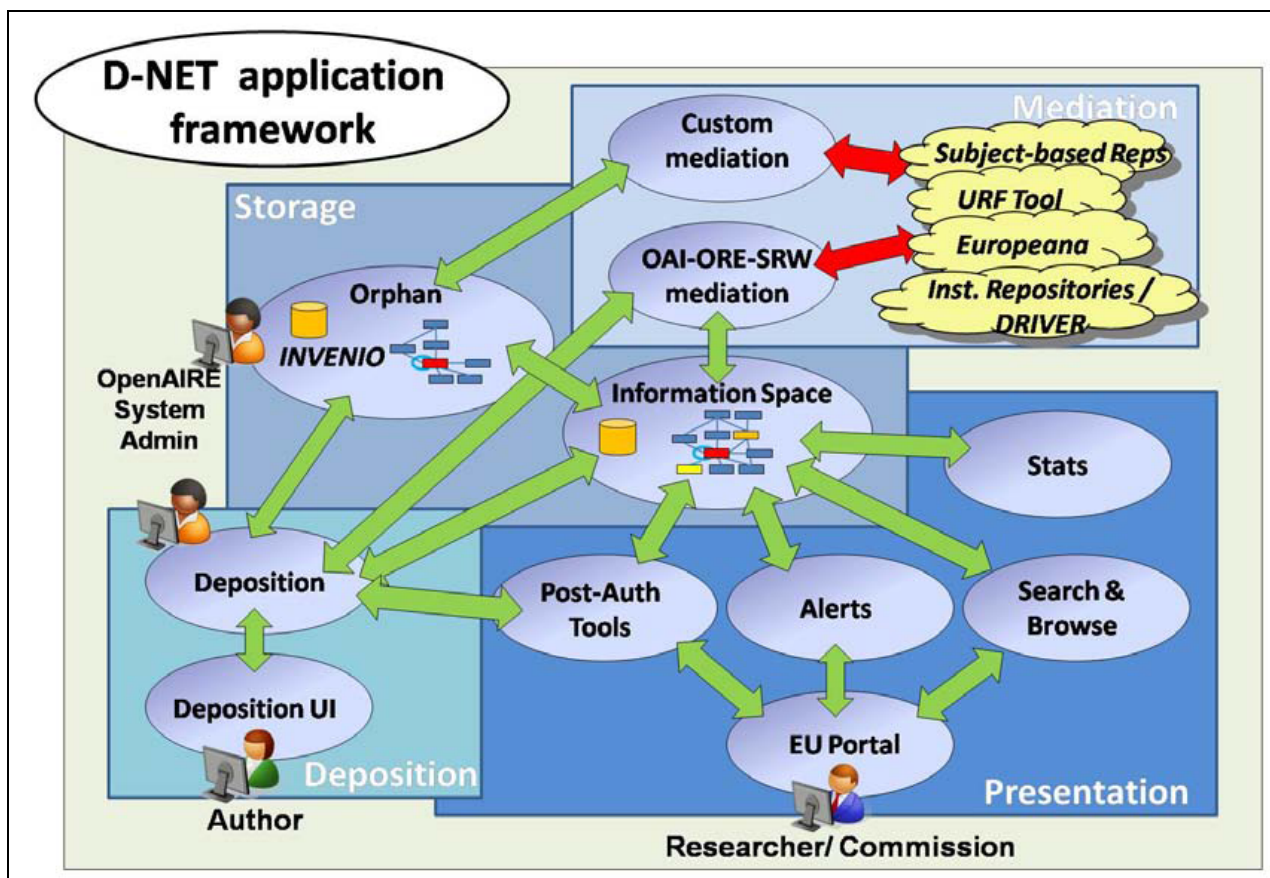 D-NET application
framework
Mediation
Custom
mediation
Subject-based Reps
URF Tool
Europeana
Inst. Repositories /
DRIVER
OAI-ORE-SRW
mediation
Storage
Orphan
INVENIO
OpenAIRE
System
Admin
Information Space
Stats
Deposition
Post-Auth
Tools
Alerts
Search &
Browse
Deposition UI
EU Portal
Deposition
Presentation
Author
Researcher/ Commission